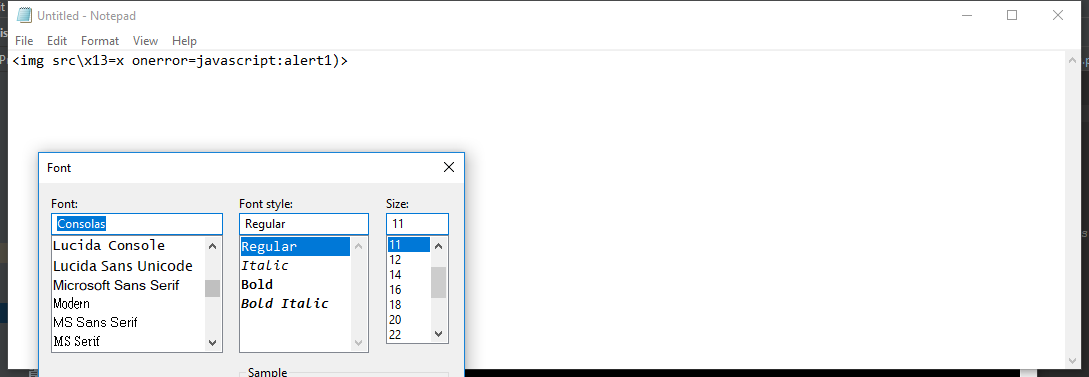 Untitled - Notepad
File Edit Format View Help
<img src\x13=x onerror=javascript:alert1)>
Font
Font: Font style: Size:
Consolas Regular 11
Lucida Console Regular 11
Lucida Sans Unicode Italic 12
Microsoft Sans Serif Bold 14
Modern Bold Italic 16
MS Sans Serif 18
MS Serif 20
22
Sample